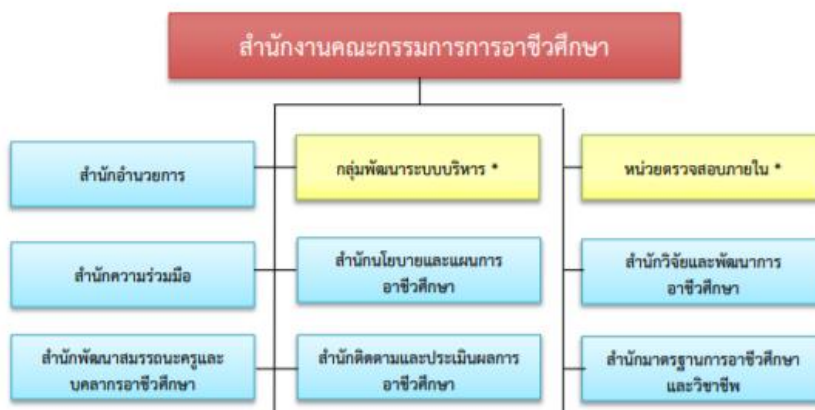 สำนักงานคณะกรรมการการอาชีวศึกษา
สำนักอำนวยการ
กลุ่มพัฒนาระบบบริหาร *
หน่วยตรวจสอบภายใน *
สำนักความร่วมมือ
สำนักนโยบายและแผนการ
อาชีวศึกษา
สำนักวิจัยและพัฒนาการ
อาชีวศึกษา
สำนักพัฒนาสมรรถนะครูและ
บุคลากรอาชีวศึกษา
สำนักติดตามและประเมินผลการ
อาชีวศึกษา
สำนักมาตรฐานการอาชีวศึกษา
และวิชาชีพ